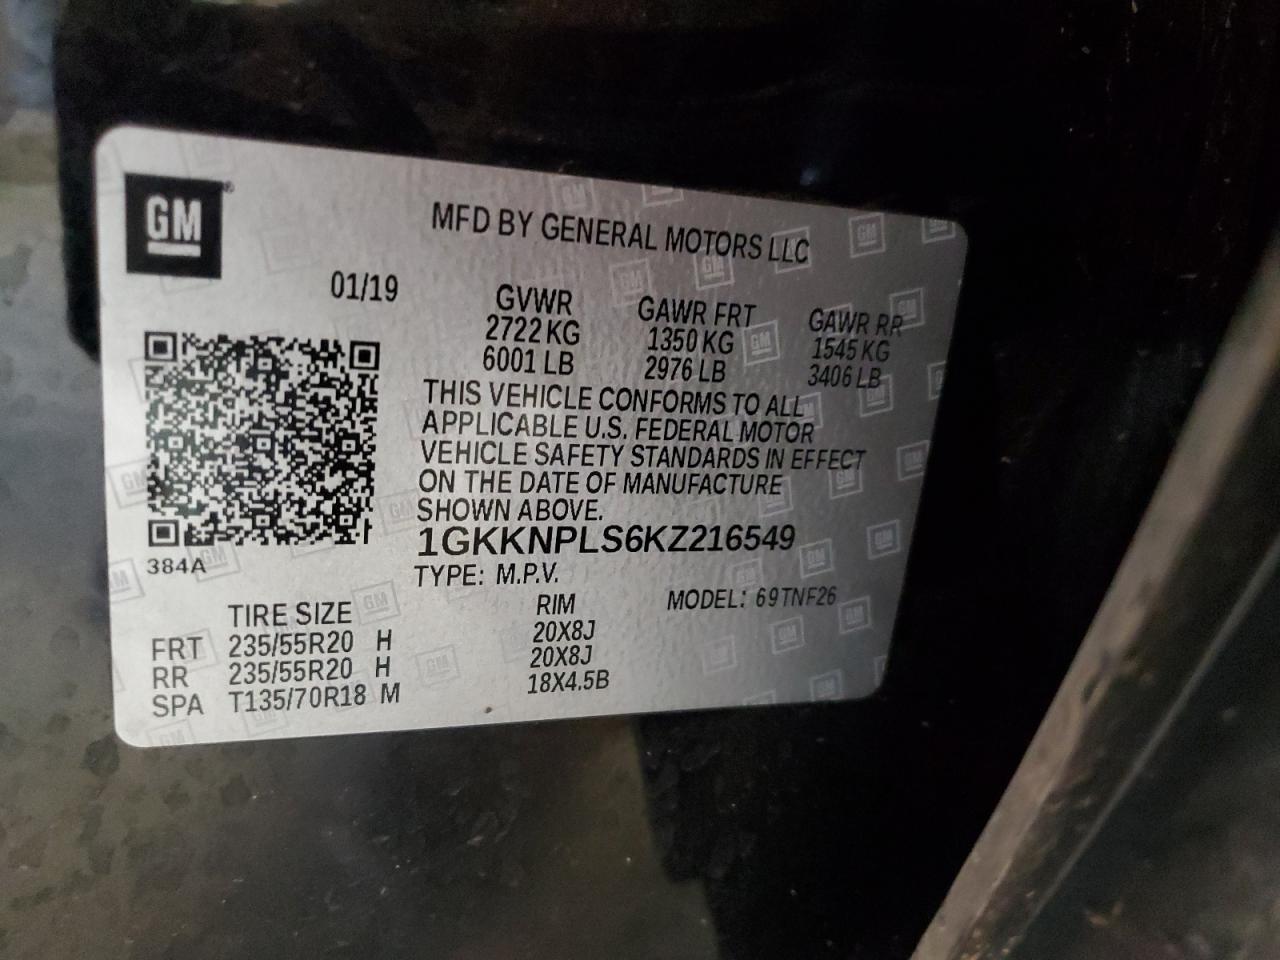 GM
MFD BY GENERAL MOTORS LLC
01/19
GVWR GAWR FRT GAWR RR
2722 KG 1350 KG 1545 KG
6001 LB 2976 LB 3406 LB
THIS VEHICLE CONFORMS TO ALL
APPLICABLE U.S. FEDERAL MOTOR
VEHICLE SAFETY STANDARDS IN EFFECT
ON THE DATE OF MANUFACTURE
SHOWN ABOVE.
1GKKNPLS6KZ216549
384A
TYPE: M.P.V. MODEL: 69TNF26
TIRE SIZE RIM
FRT 235/55R20 H 20X8J
RR 235/55R20 H 20X8J
SPA T135/70R18 M 18X4.5B